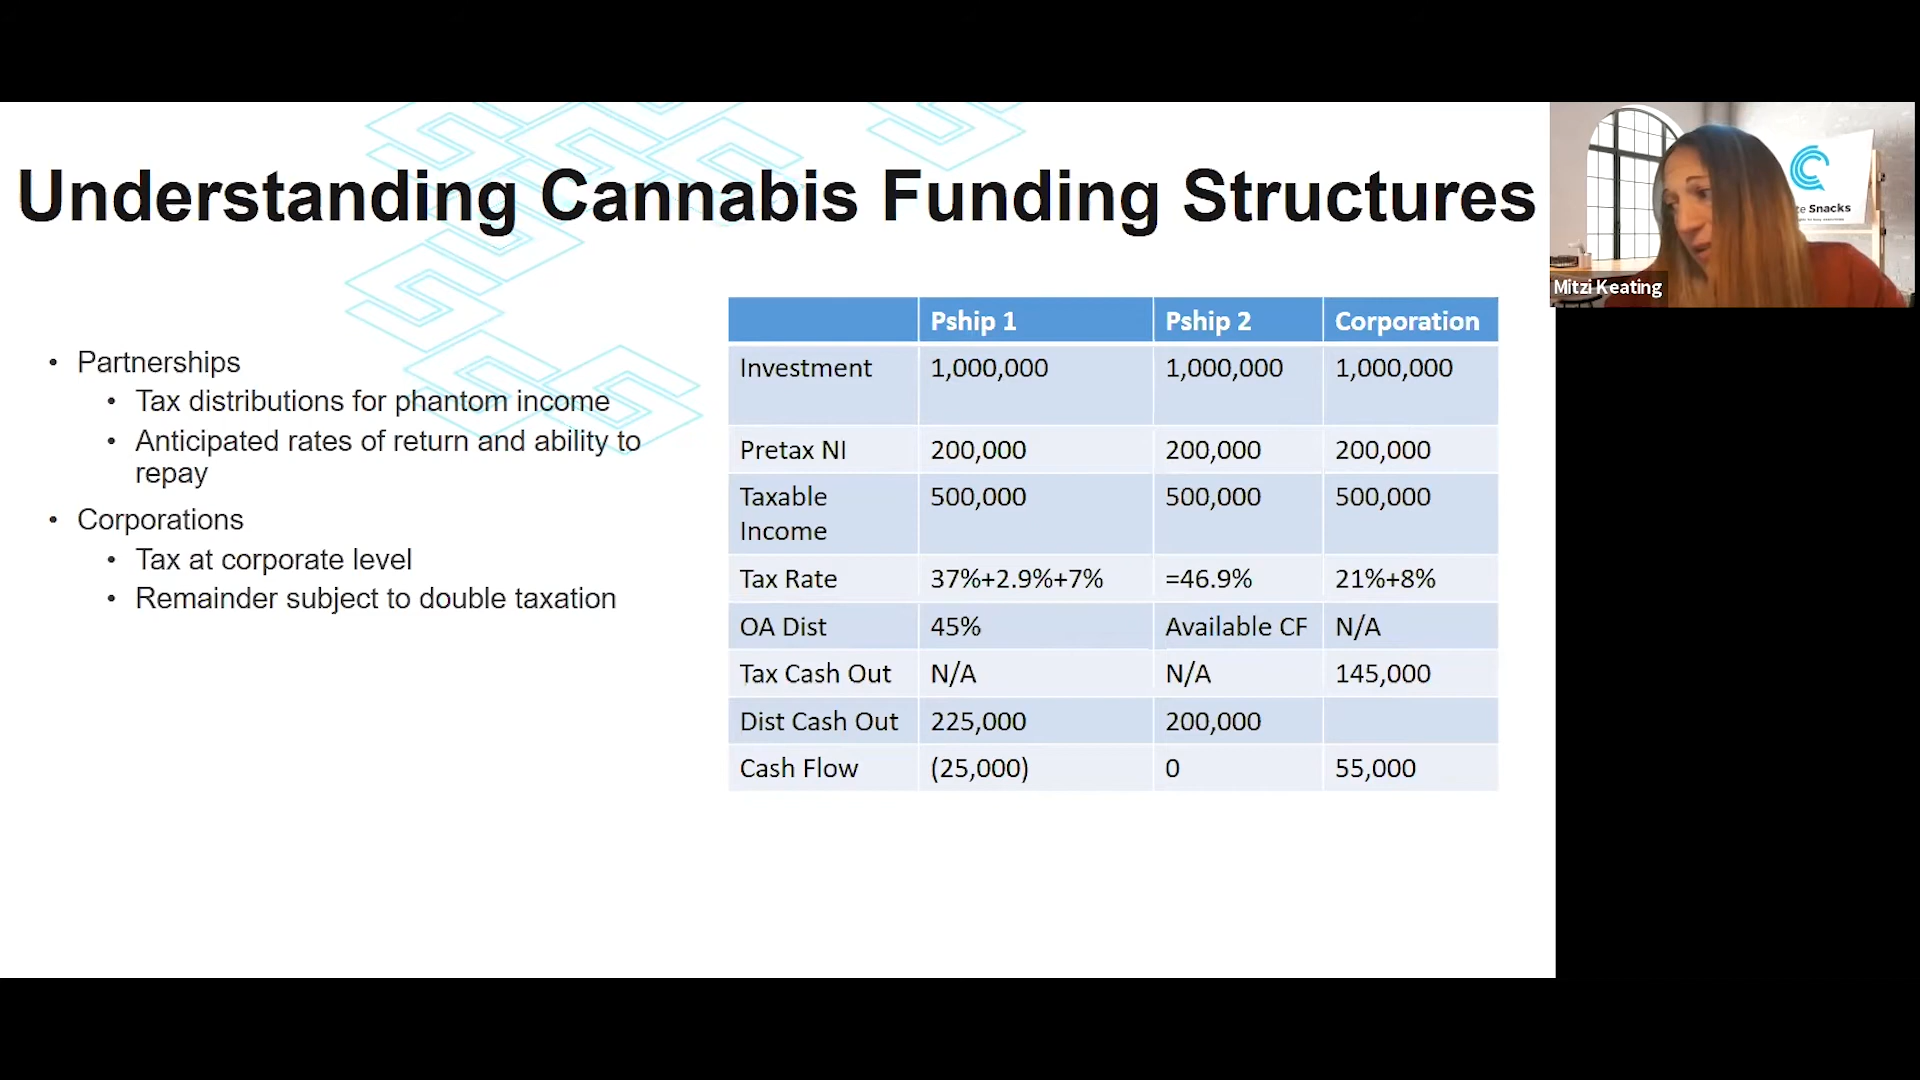 Understanding Cannabis Funding Structures
• Partnerships
• Tax distributions for phantom income
• Anticipated rates of return and ability to
repay
• Corporations
• Tax at corporate level
• Remainder subject to double taxation
Pship 1 Pship 2 Corporation
Investment 1,000,000 1,000,000 1,000,000
Pretax NI 200,000 200,000 200,000
Taxable 500,000 500,000 500,000
Income
Tax Rate 37%+2.9%+7% =46.9% 21%+8%
OA Dist 45% Available CF N/A
Tax Cash Out N/A N/A 145,000
Dist Cash Out 225,000 200,000
Cash Flow (25,000) 0 55,000
Snacks
Mitzi Keating